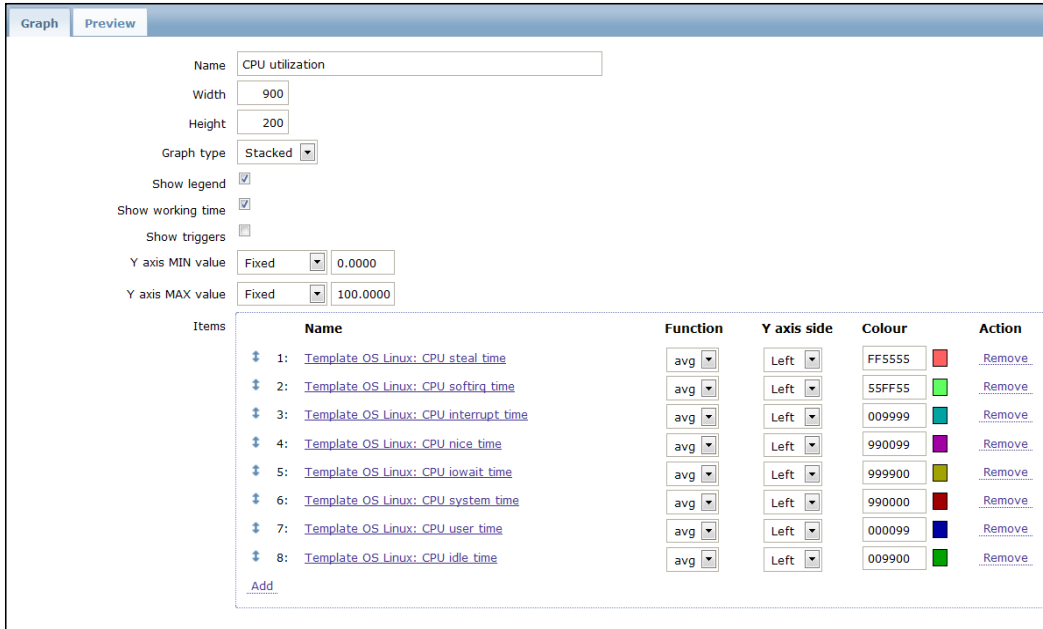 Graph Preview
Name CPU utilization
Width 900
Height 200
Graph type Stacked
Show legend
Show working time
Show triggers
Y axis MIN value Fixed 0.0000
Y axis MAX value Fixed 100.0000
Items Name Function Y axis side Colour Action
1: Template OS Linux: CPU steal time avg Left FF5555 Remove
2: Template OS Linux: CPU softirq time avg Left 55FF55 Remove
3: Template OS Linux: CPU interrupt time avg Left 009999 Remove
4: Template OS Linux: CPU nice time avg Left 990099 Remove
5: Template OS Linux: CPU iowait time avg Left 999900 Remove
6: Template OS Linux: CPU system time avg Left 990000 Remove
7: Template OS Linux: CPU user time avg Left 000099 Remove
8: Template OS Linux: CPU idle time avg Left 009900 Remove
Add